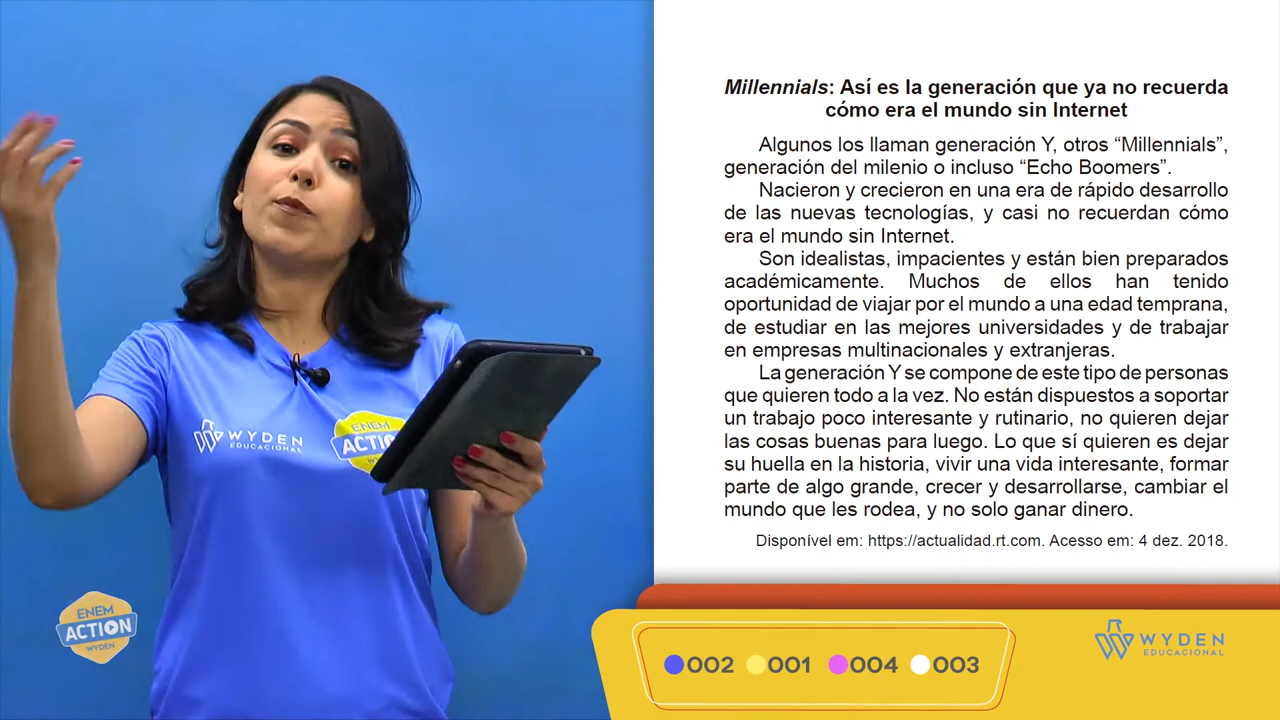 Millennials: Así es la generación que ya no recuerda
cómo era el mundo sin Internet
Algunos los llaman generación Y, otros “Millennials”,
generación del milenio o incluso “Echo Boomers”.
Nacieron y crecieron en una era de rápido desarrollo
de las nuevas tecnologías, y casi no recuerdan cómo
era el mundo sin Internet.
Son idealistas, impacientes y están bien preparados
académicamente. Muchos de ellos han tenido
oportunidad de viajar por el mundo a una edad temprana,
de estudiar en las mejores universidades y de trabajar
en empresas multinacionales y extranjeras.
La generación Y se compone de este tipo de personas
que quieren todo a la vez. No están dispuestos a soportar
un trabajo poco interesante y rutinario, no quieren dejar
las cosas buenas para luego. Lo que sí quieren es dejar
su huella en la historia, vivir una vida interesante, formar
parte de algo grande, crecer y desarrollarse, cambiar el
mundo que les rodea, y no solo ganar dinero.
Disponível em: https://actualidad.rt.com. Acesso em: 4 dez. 2018.
WYDEN
EDUCACIONAL
ENEM
ACTION
ENEM
ACTION
WYDEN
002 001 004 003
WYDEN
EDUCACIONAL